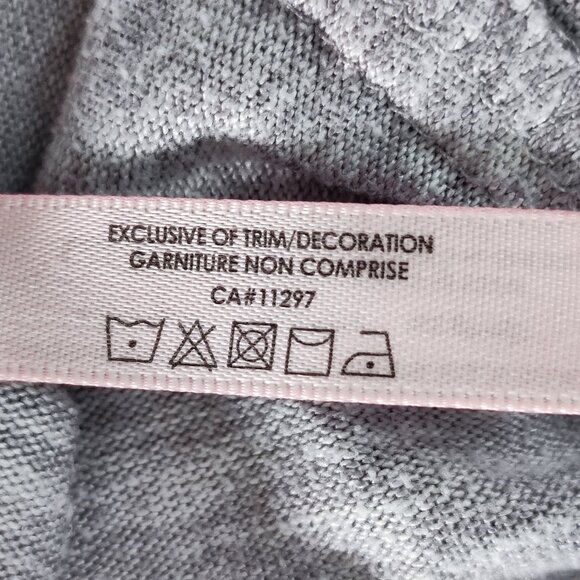 EXCLUSIVE OF TRIM/DECORATION
GARNITURE NON COMPRISE
CA#11297